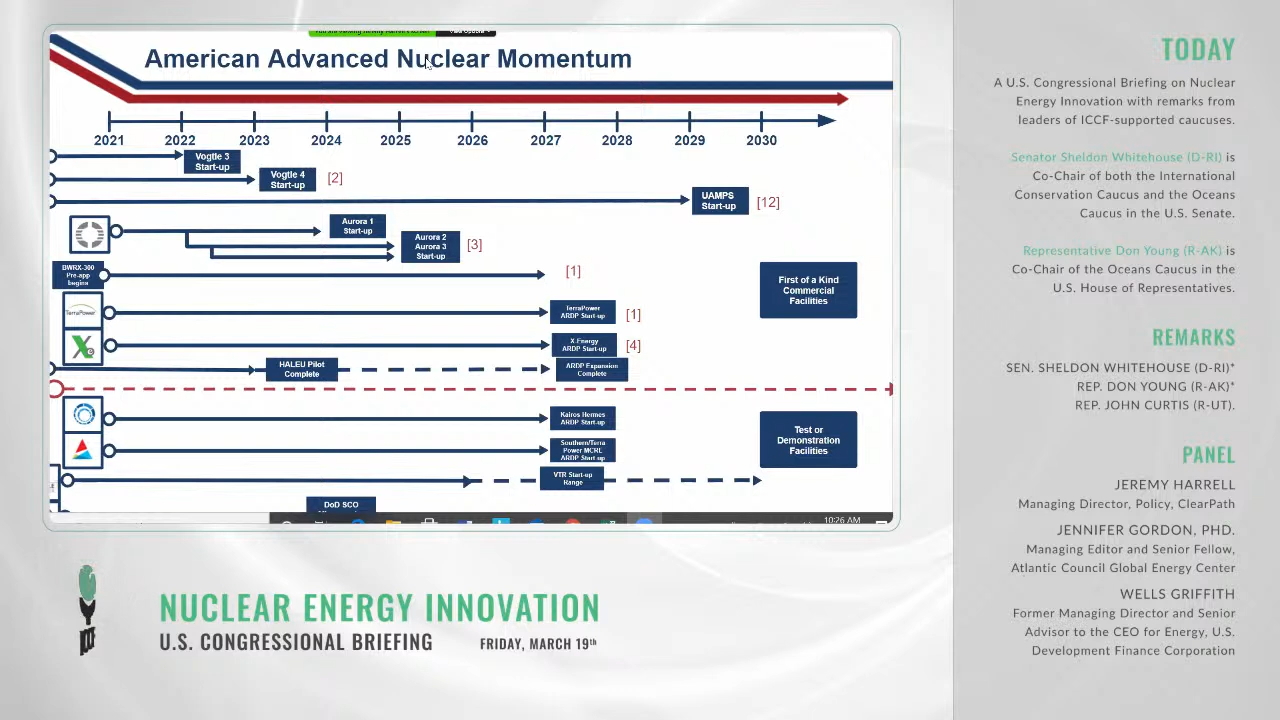 American Advanced Nuclear Momentum
2021 2022 2023 2024 2025 2026 2027 2028 2029 2030
Vogtle 3
Start-up
Vogtle 4
Start-up
[2]
UAMPS
Start-up
[12]
Aurora 1
Start-up
Aurora 2
Aurora 3
Start-up
[3]
BWRX-300
Pre-app
begins
[1]
First of a Kind
Commercial
Facilities
TerraPower
TerraPower
ARDP Start-up
[1]
X
X-Energy
ARDP Start-up
[4]
HALEU Pilot
Complete
ARDP Expansion
Complete
Kairos Hermes
ARDP Start-up
Test or
Demonstration
Facilities
Southern/Terra
Power MCRE
ARDP Start up
VTR Start-up
Range
DoD SCO
10:26 AM
NUCLEAR ENERGY INNOVATION
U.S. CONGRESSIONAL BRIEFING FRIDAY, MARCH 19th
TODAY
A U.S. Congressional Briefing on Nuclear
Energy Innovation with remarks from
leaders of ICCF-supported caucuses.
Senator Sheldon Whitehouse (D-RI) is
Co-Chair of both the International
Conservation Caucus and the Oceans
Caucus in the U.S. Senate.
Representative Don Young (R-AK) is
Co-Chair of the Oceans Caucus in the
U.S. House of Representatives.
REMARKS
SEN. SHELDON WHITEHOUSE (D-RI)*
REP. DON YOUNG (R-AK)*
REP. JOHN CURTIS (R-UT).
PANEL
JEREMY HARRELL
Managing Director, Policy, ClearPath
JENNIFER GORDON, PHD.
Managing Editor and Senior Fellow,
Atlantic Council Global Energy Center
WELLS GRIFFITH
Former Managing Director and Senior
Advisor to the CEO for Energy, U.S.
Development Finance Corporation